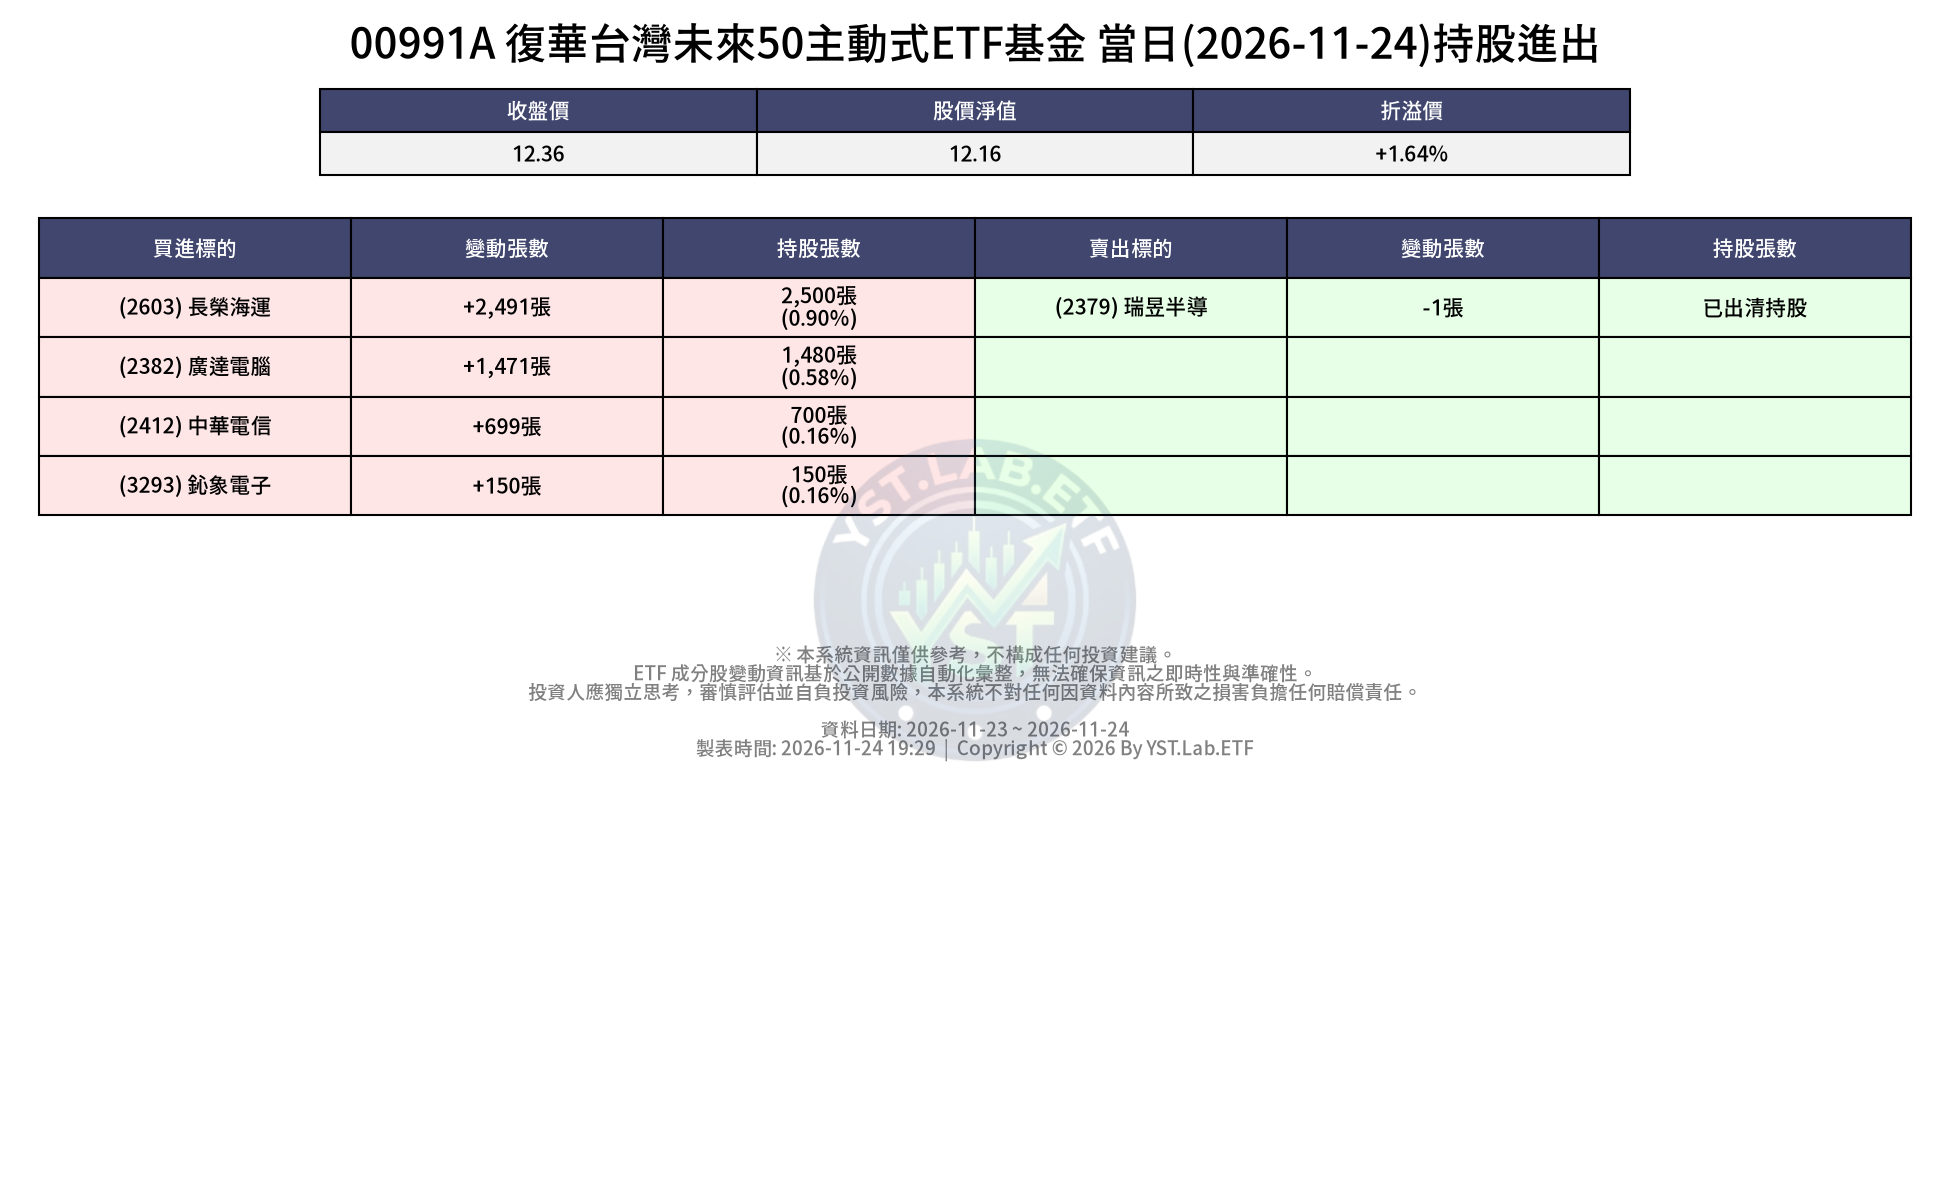 00991A 復華台灣未來50主動式ETF基金 當日(2026-11-24)持股進出
收盤價 股價淨值 折溢價
12.36 12.16 +1.64%
買進標的 變動張數 持股張數 賣出標的 變動張數 持股張數
(2603) 長榮海運 +2,491張 2,500張 (0.90%) (2379) 瑞昱半導 -1張 已出清持股
(2382) 廣達電腦 +1,471張 1,480張 (0.58%)
(2412) 中華電信 +699張 700張 (0.16%)
(3293) 鈊象電子 +150張 150張 (0.16%)
YST.LAB.ETF
YST
※ 本系統資訊僅供參考，不構成任何投資建議。
ETF 成分股變動資訊基於公開數據自動化彙整，無法確保資訊之即時性與準確性。
投資人應獨立思考，審慎評估並自負投資風險，本系統不對任何因資料內容所致之損害負擔任何賠償責任。
資料日期: 2026-11-23 ~ 2026-11-24
製表時間: 2026-11-24 19:29 | Copyright © 2026 By YST.Lab.ETF